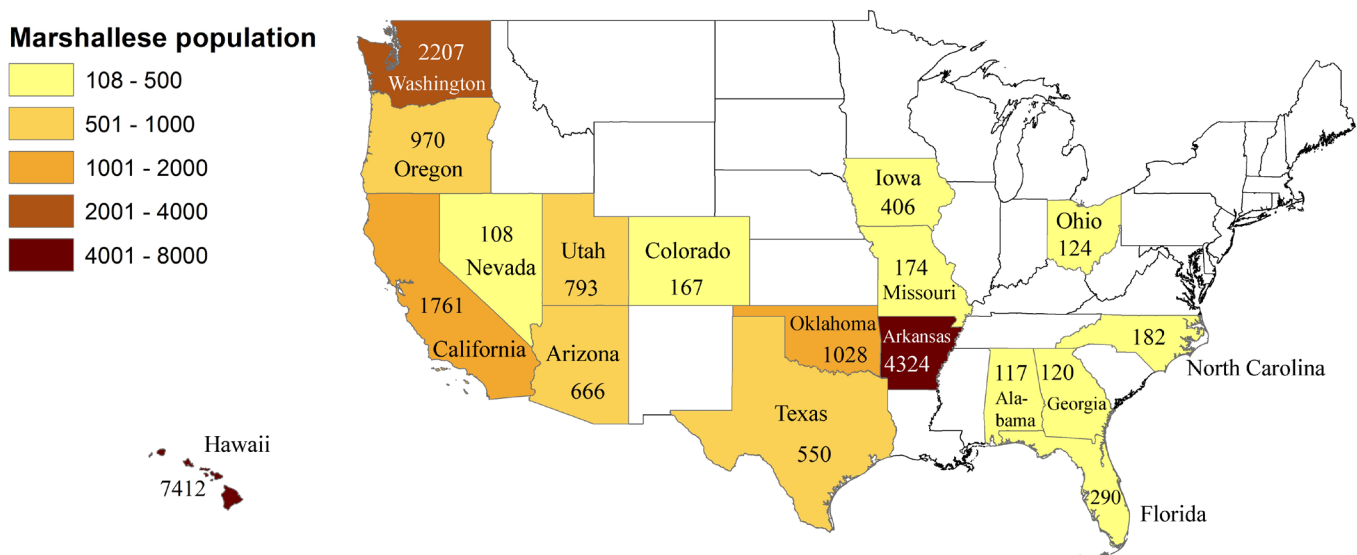 Marshallese population
108 - 500
501 - 1000
1001 - 2000
2001 - 4000
4001 - 8000
2207
Washington
970
Oregon
108
Nevada
Utah
793
Colorado
167
1761
California
Arizona
666
Iowa
406
174
Missouri
Ohio
124
Oklahoma
1028
Arkansas
4324
Texas
550
182
North Carolina
117
Ala-
bama
120
Georgia
290
Florida
Hawaii
7412